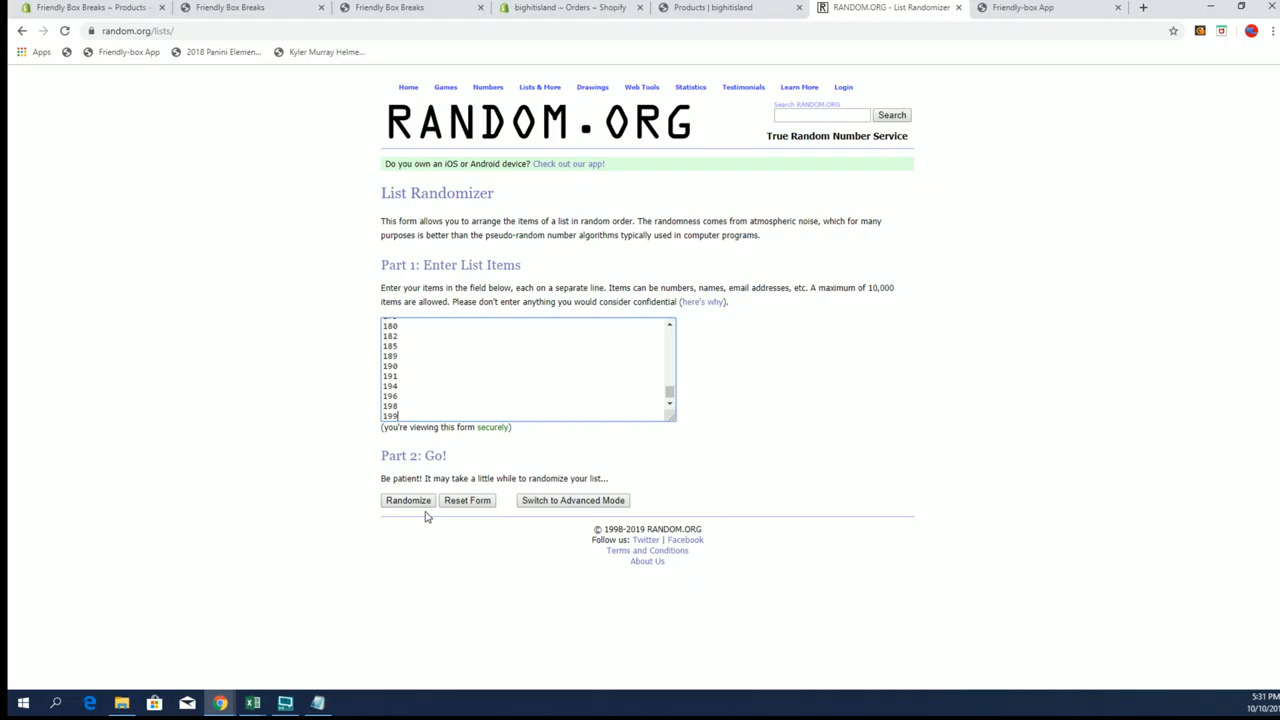 Friendly Box Breaks ~ Products
Friendly Box Breaks
Friendly Box Breaks
bighitisland ~ Orders ~ Shopify
Products | bighitisland
RANDOM.ORG - List Randomizer
Friendly-box App
random.org/lists/
Apps
Friendly-box App
2018 Panini Elemen...
Kyler Murray Helme...
Home Games Numbers Lists & More Drawings Web Tools Statistics Testimonials Learn More Login
RANDOM.ORG
Search RANDOM.ORG
Search
True Random Number Service
Do you own an iOS or Android device? Check out our app!
List Randomizer
This form allows you to arrange the items of a list in random order. The randomness comes from atmospheric noise, which for many
purposes is better than the pseudo-random number algorithms typically used in computer programs.
Part 1: Enter List Items
Enter your items in the field below, each on a separate line. Items can be numbers, names, email addresses, etc. A maximum of 10,000
items are allowed. Please don't enter anything you would consider confidential (here's why).
180
182
185
189
190
191
194
196
198
199
(you're viewing this form securely)
Part 2: Go!
Be patient! It may take a little while to randomize your list...
Randomize Reset Form Switch to Advanced Mode
© 1998-2019 RANDOM.ORG
Follow us: Twitter | Facebook
Terms and Conditions
About Us
5:31 PM
10/10/201